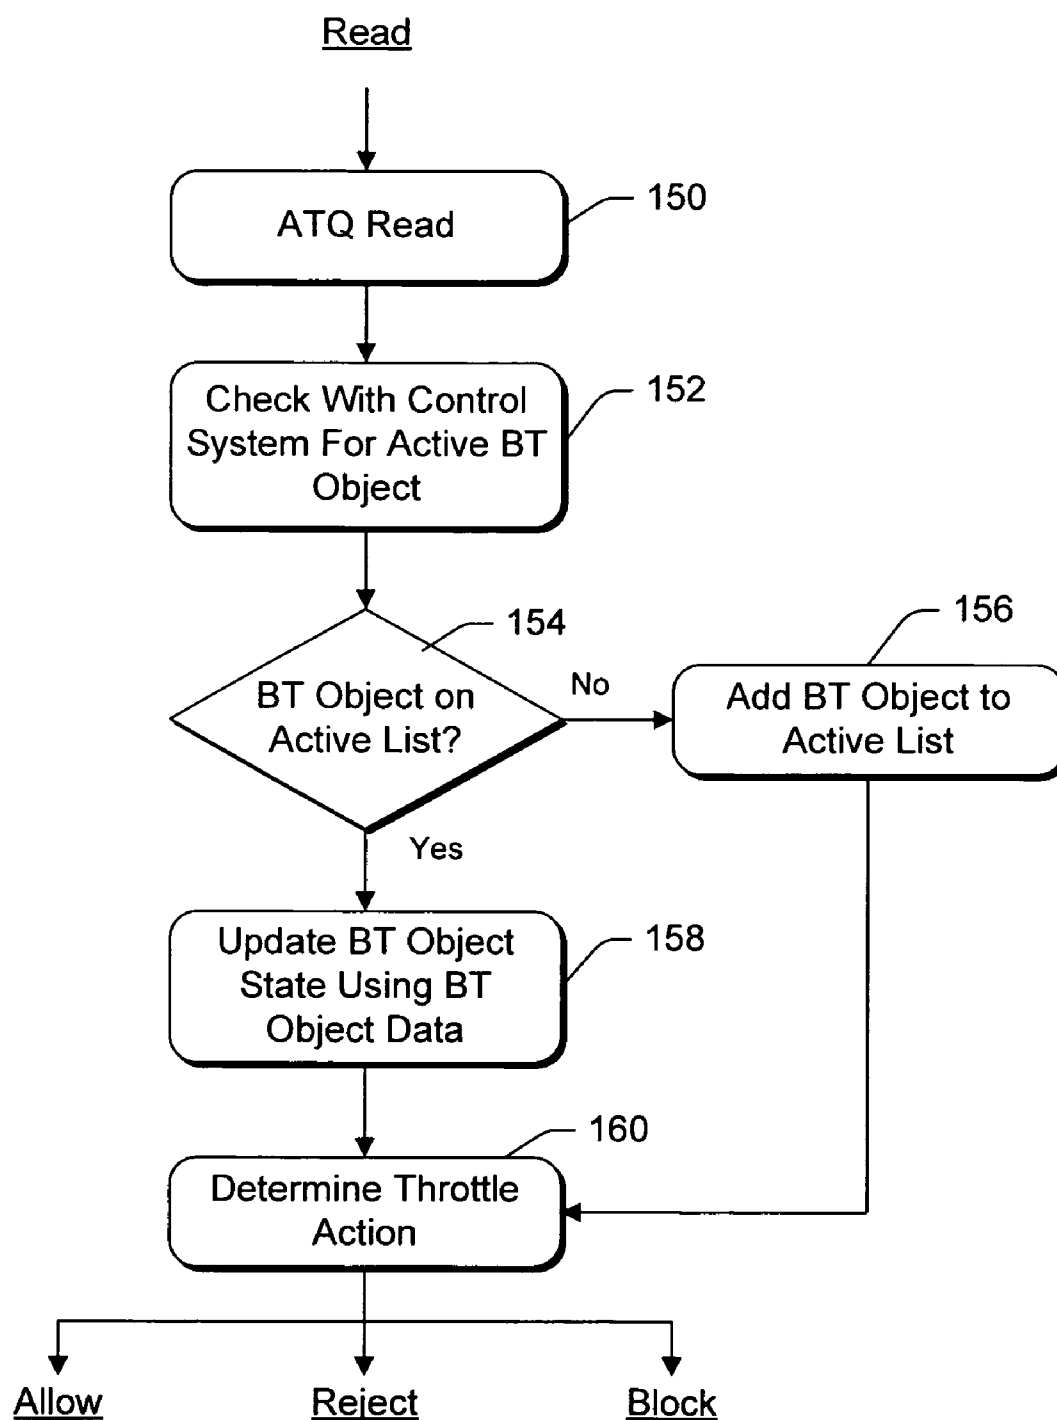 Read
ATQ Read
150
Check With Control
System For Active BT
Object
152
154
BT Object on
Active List?
No
156
Add BT Object to
Active List
Yes
Update BT Object
State Using BT
Object Data
158
160
Determine Throttle
Action
Allow
Reject
Block